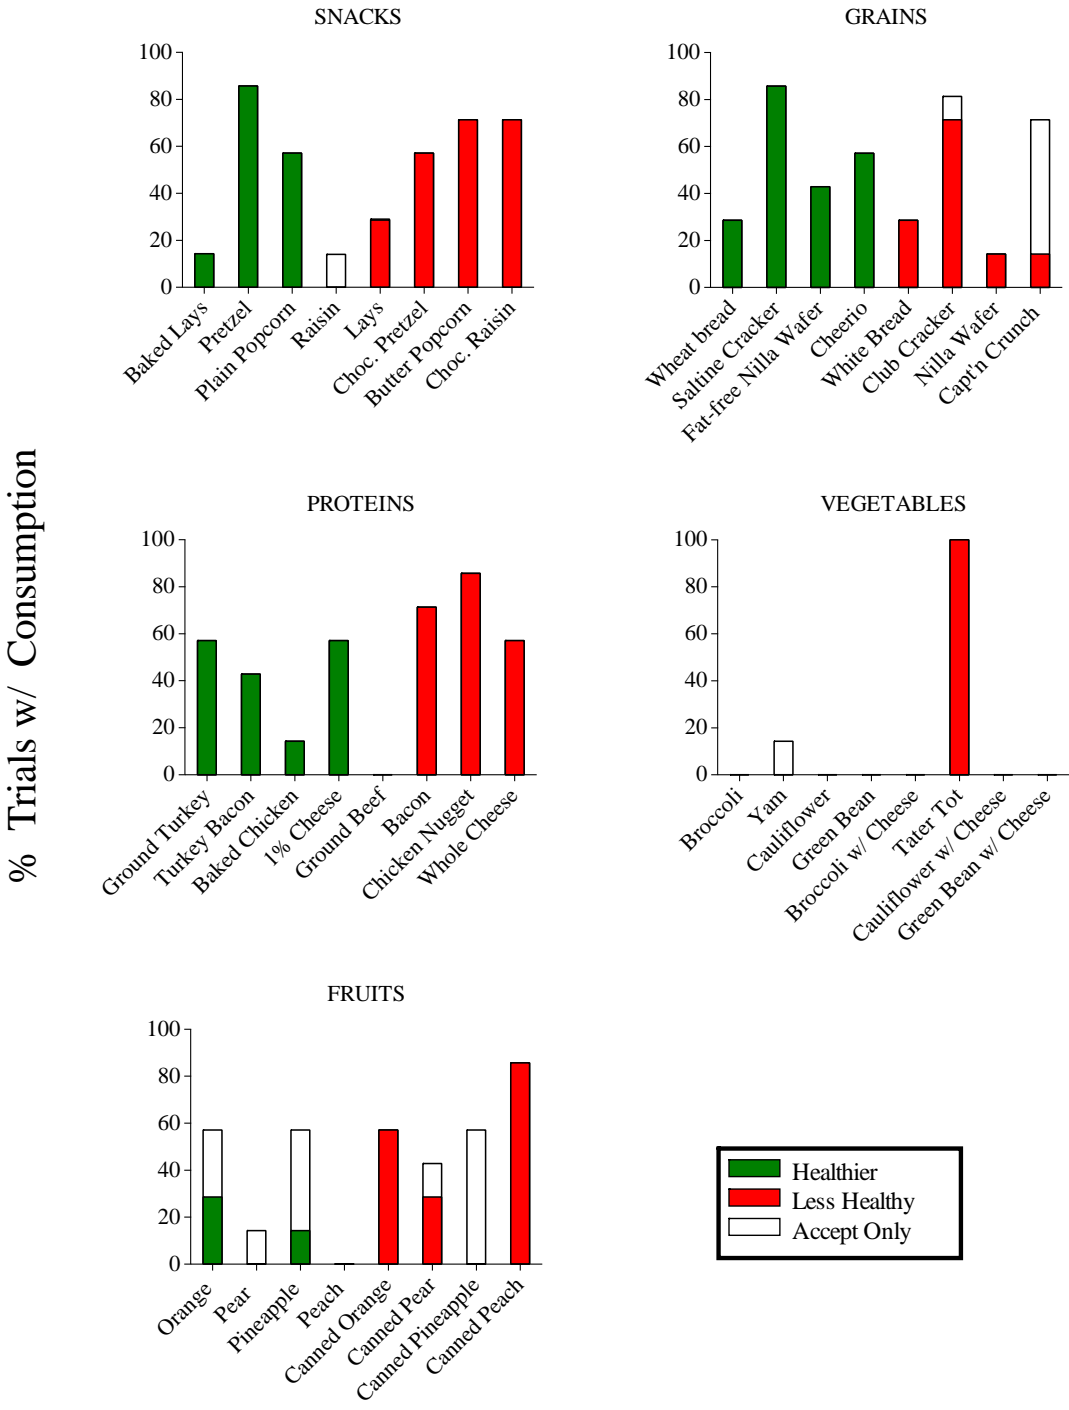 % Trials w/ Consumption
SNACKS
100
80
60
40
20
0
Baked Lays
Pretzel
Plain Popcorn
Raisin
Lays
Choc. Pretzel
Butter Popcorn
Choc. Raisin
GRAINS
100
80
60
40
20
0
Wheat bread
Saltine Cracker
Fat-free Nilla Wafer
Cheerio
White Bread
Club Cracker
Nilla Wafer
Capt'n Crunch
PROTEINS
100
80
60
40
20
0
Ground Turkey
Turkey Bacon
Baked Chicken
1% Cheese
Ground Beef
Bacon
Chicken Nugget
Whole Cheese
VEGETABLES
100
80
60
40
20
0
Broccoli
Yam
Cauliflower
Green Bean
Broccoli w/ Cheese
Tater Tot
Cauliflower w/ Cheese
Green Bean w/ Cheese
FRUITS
100
80
60
40
20
0
Orange
Pear
Pineapple
Peach
Canned Orange
Canned Pear
Canned Pineapple
Canned Peach
Healthier
Less Healthy
Accept Only